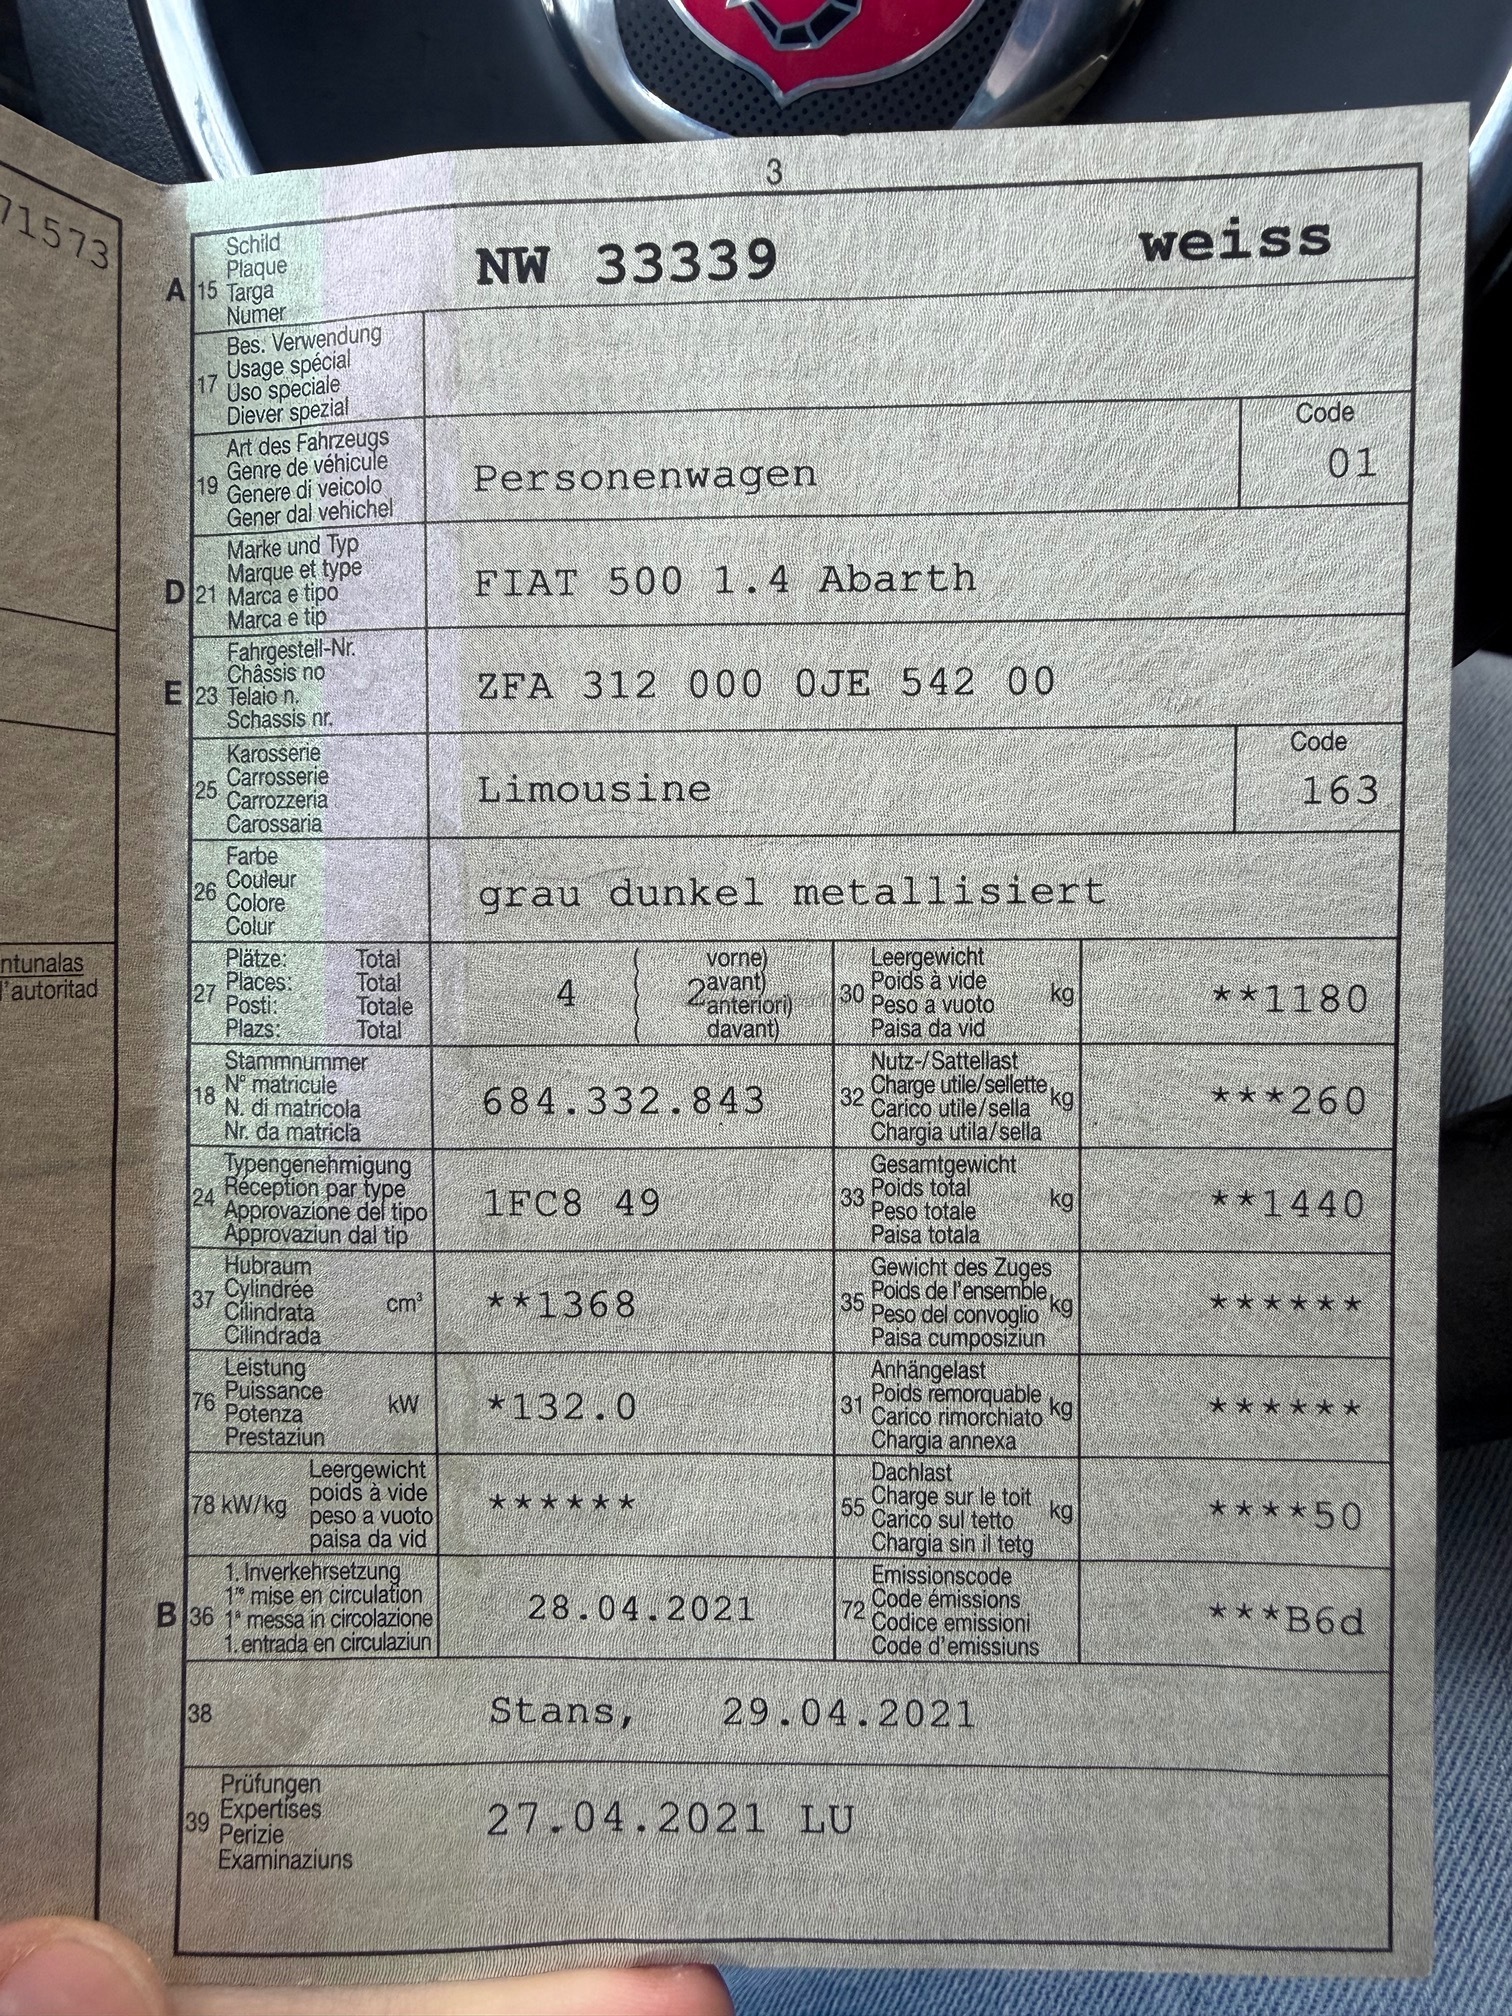 71573
ntunalas
l'autoritad
3
A 15 Schild
Plaque
Targa
Numer
NW 33339 weiss
17 Bes. Verwendung
Usage spécial
Uso speciale
Diever spezial
19 Art des Fahrzeugs
Genre de véhicule
Genere di veicolo
Gener dal vehichel
Personenwagen
Code
01
D 21 Marke und Typ
Marque et type
Marca e tipo
Marca e tip
FIAT 500 1.4 Abarth
E 23 Fahrgestell-Nr.
Châssis no
Telaio n.
Schassis nr.
ZFA 312 000 0JE 542 00
25 Karosserie
Carrosserie
Carrozzeria
Carossaria
Limousine
Code
163
26 Farbe
Couleur
Colore
Colur
grau dunkel metallisiert
27 Plätze: Total
Places: Total
Posti: Totale
Plazs: Total
4 ( 2 vorne)
avant)
anteriori)
davant)
30 Leergewicht
Poids à vide
Peso a vuoto
Paisa da vid
kg
**1180
18 Stammnummer
N° matricule
N. di matricola
Nr. da matricla
684.332.843
32 Nutz-/Sattellast
Charge utile/sellette
Carico utile/sella
Chargia utila/sella
kg
***260
24 Typengenehmigung
Réception par type
Approvazione del tipo
Approvaziun dal tip
1FC8 49
33 Gesamtgewicht
Poids total
Peso totale
Paisa totala
kg
**1440
37 Hubraum
Cylindrée
Cilindrata
Cilindrada
cm³
**1368
35 Gewicht des Zuges
Poids de l'ensemble
Peso del convoglio
Paisa cumposiziun
kg
******
76 Leistung
Puissance
Potenza
Prestaziun
kW
*132.0
31 Anhängelast
Poids remorquable
Carico rimorchiato
Chargia annexa
kg
******
78 kW/kg Leergewicht
poids à vide
peso a vuoto
paisa da vid
******
55 Dachlast
Charge sur le toit
Carico sul tetto
Chargia sin il tetg
kg
****50
B 36 1. Inverkehrsetzung
1re mise en circulation
1a messa in circolazione
1. entrada en circulaziun
28.04.2021
72 Emissionscode
Code émissions
Codice emissioni
Code d'emissiuns
***B6d
38 Stans, 29.04.2021
39 Prüfungen
Expertises
Perizie
Examinaziuns
27.04.2021 LU